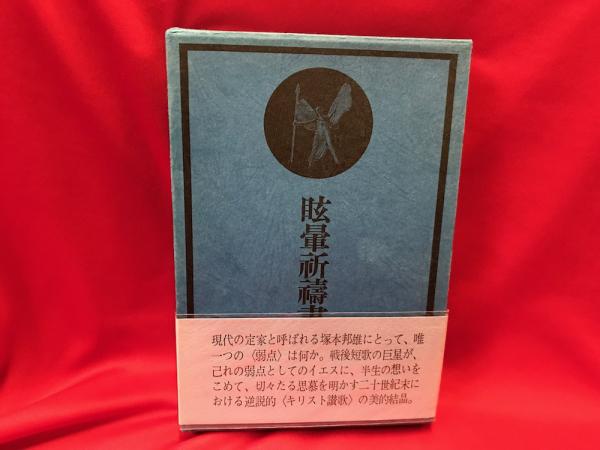 眩暈祈禱書
現代の定家と呼ばれる塚本邦雄にとって、唯
一つの〈弱点〉は何か。戦後短歌の巨星が、
己れの弱点としてのイエスに、半生の想いを
こめて、切々たる思慕を明かす二十世紀末に
おける逆説的〈キリスト讃歌〉の美的結晶。